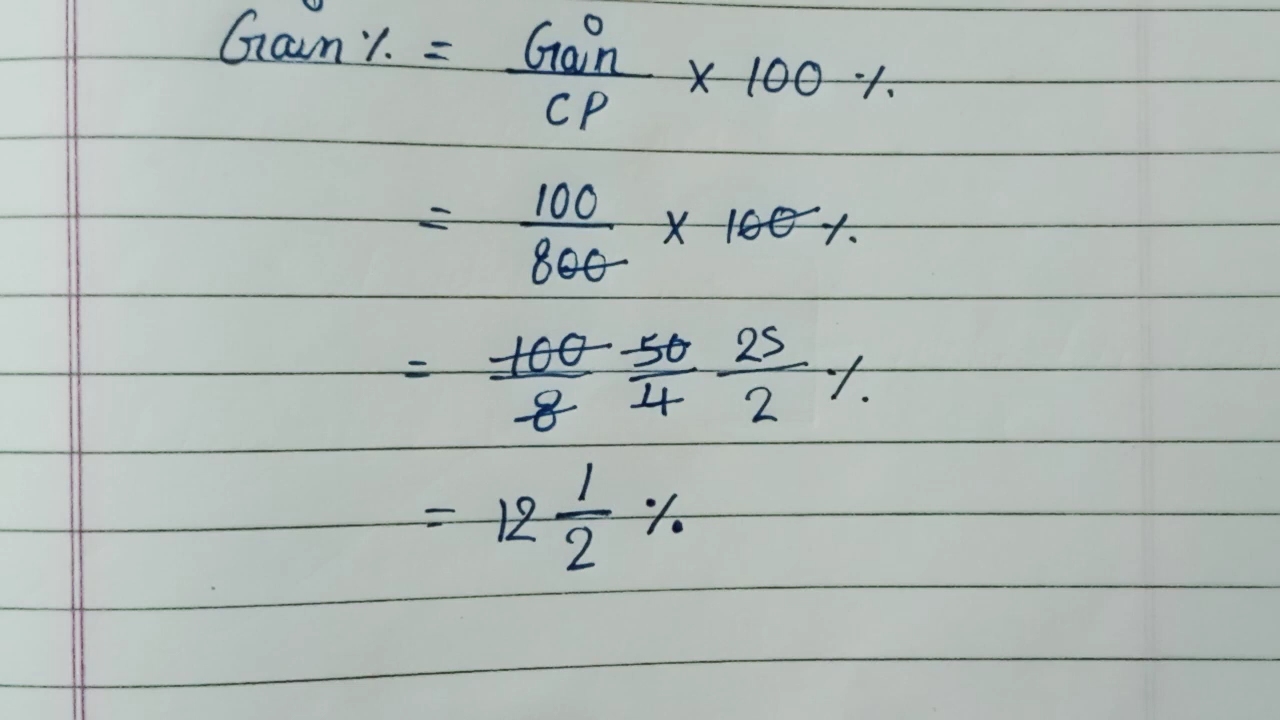 Gain % = Gain / CP × 100 %
= 100 / 800 × 100 %
= 100 / 8 50 / 4 25 / 2 %
= 12 1/2 %